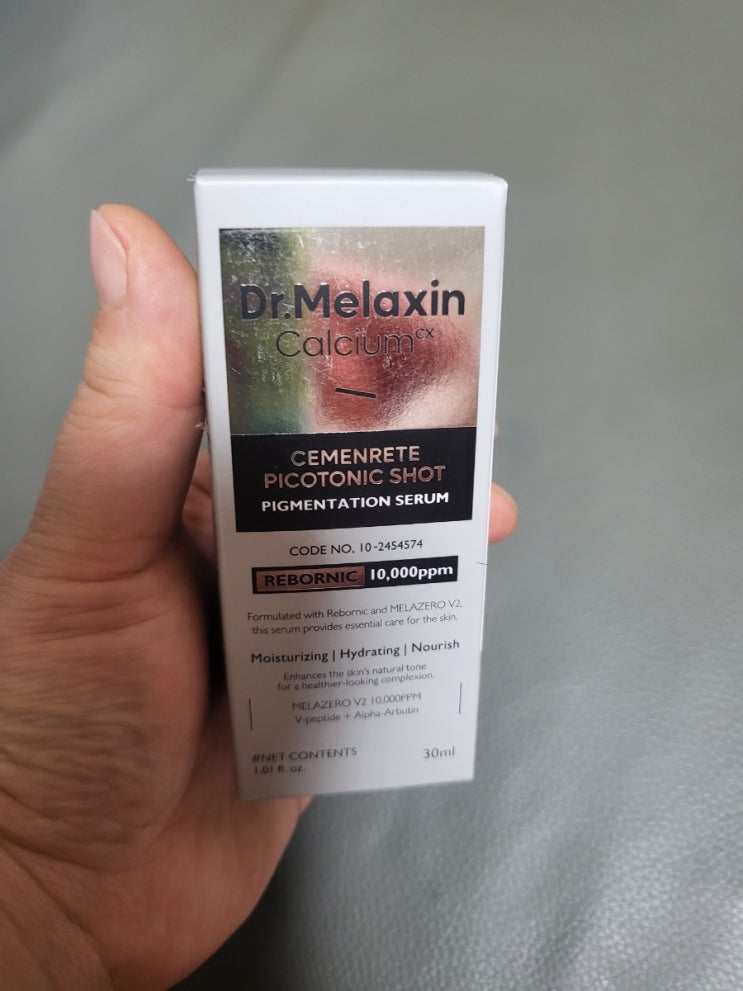 Dr.Melaxin
Calcium cx
CEMENRETE
PICOTONIC SHOT
PIGMENTATION SERUM
CODE NO. 10-2454574
REBORNIC 10,000ppm
Formulated with Rebornic and MELAZERO V2,
this serum provides essential care for the skin.
Moisturizing | Hydrating | Nourish
Enhances the skin's natural tone
for a healthier-looking complexion.
MELAZERO V2 10.000PPM
V-peptide + Alpha-Arbutin
#NET CONTENTS 30ml
1.01 fl. oz.